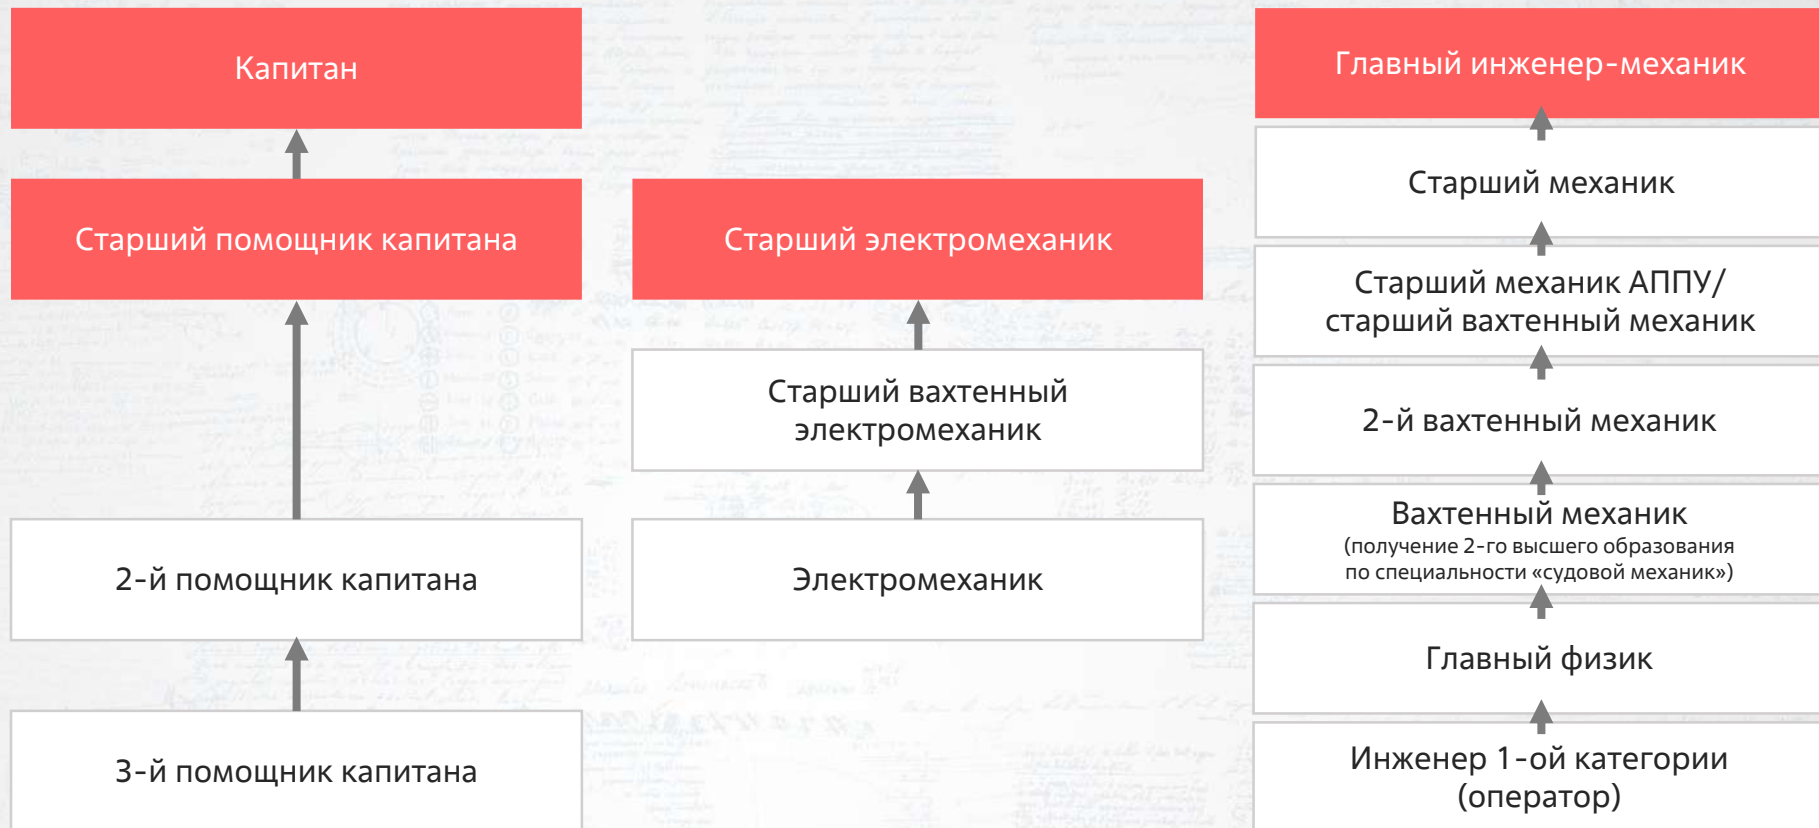 Капитан
Старший помощник капитана
2-й помощник капитана
3-й помощник капитана
Старший электромеханик
Старший вахтенный
электромеханик
Электромеханик
Главный инженер-механик
Старший механик
Старший механик АППУ/
старший вахтенный механик
2-й вахтенный механик
Вахтенный механик
(получение 2-го высшего образования
по специальности «судовой механик»)
Главный физик
Инженер 1-ой категории
(оператор)